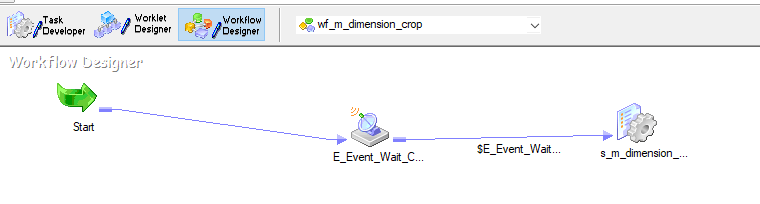 Task
Developer
Worklet
Designer
Workflow
Designer
wf_m_dimension_crop
Workflow Designer
Start
E_Event_Wait_C...
$E_Event_Wait...
s_m_dimension_...